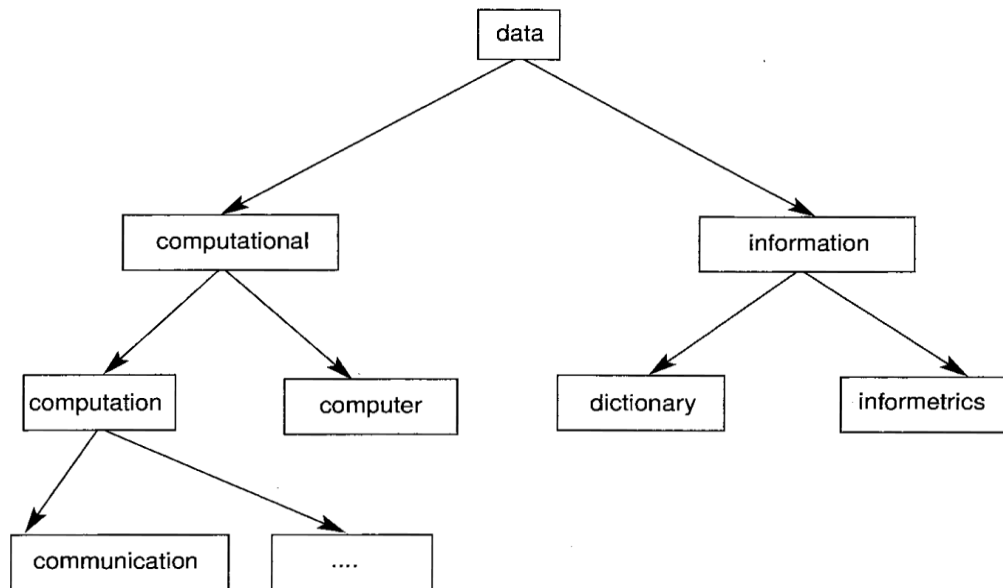 data
computational
information
computation
computer
dictionary
informetrics
communication
....